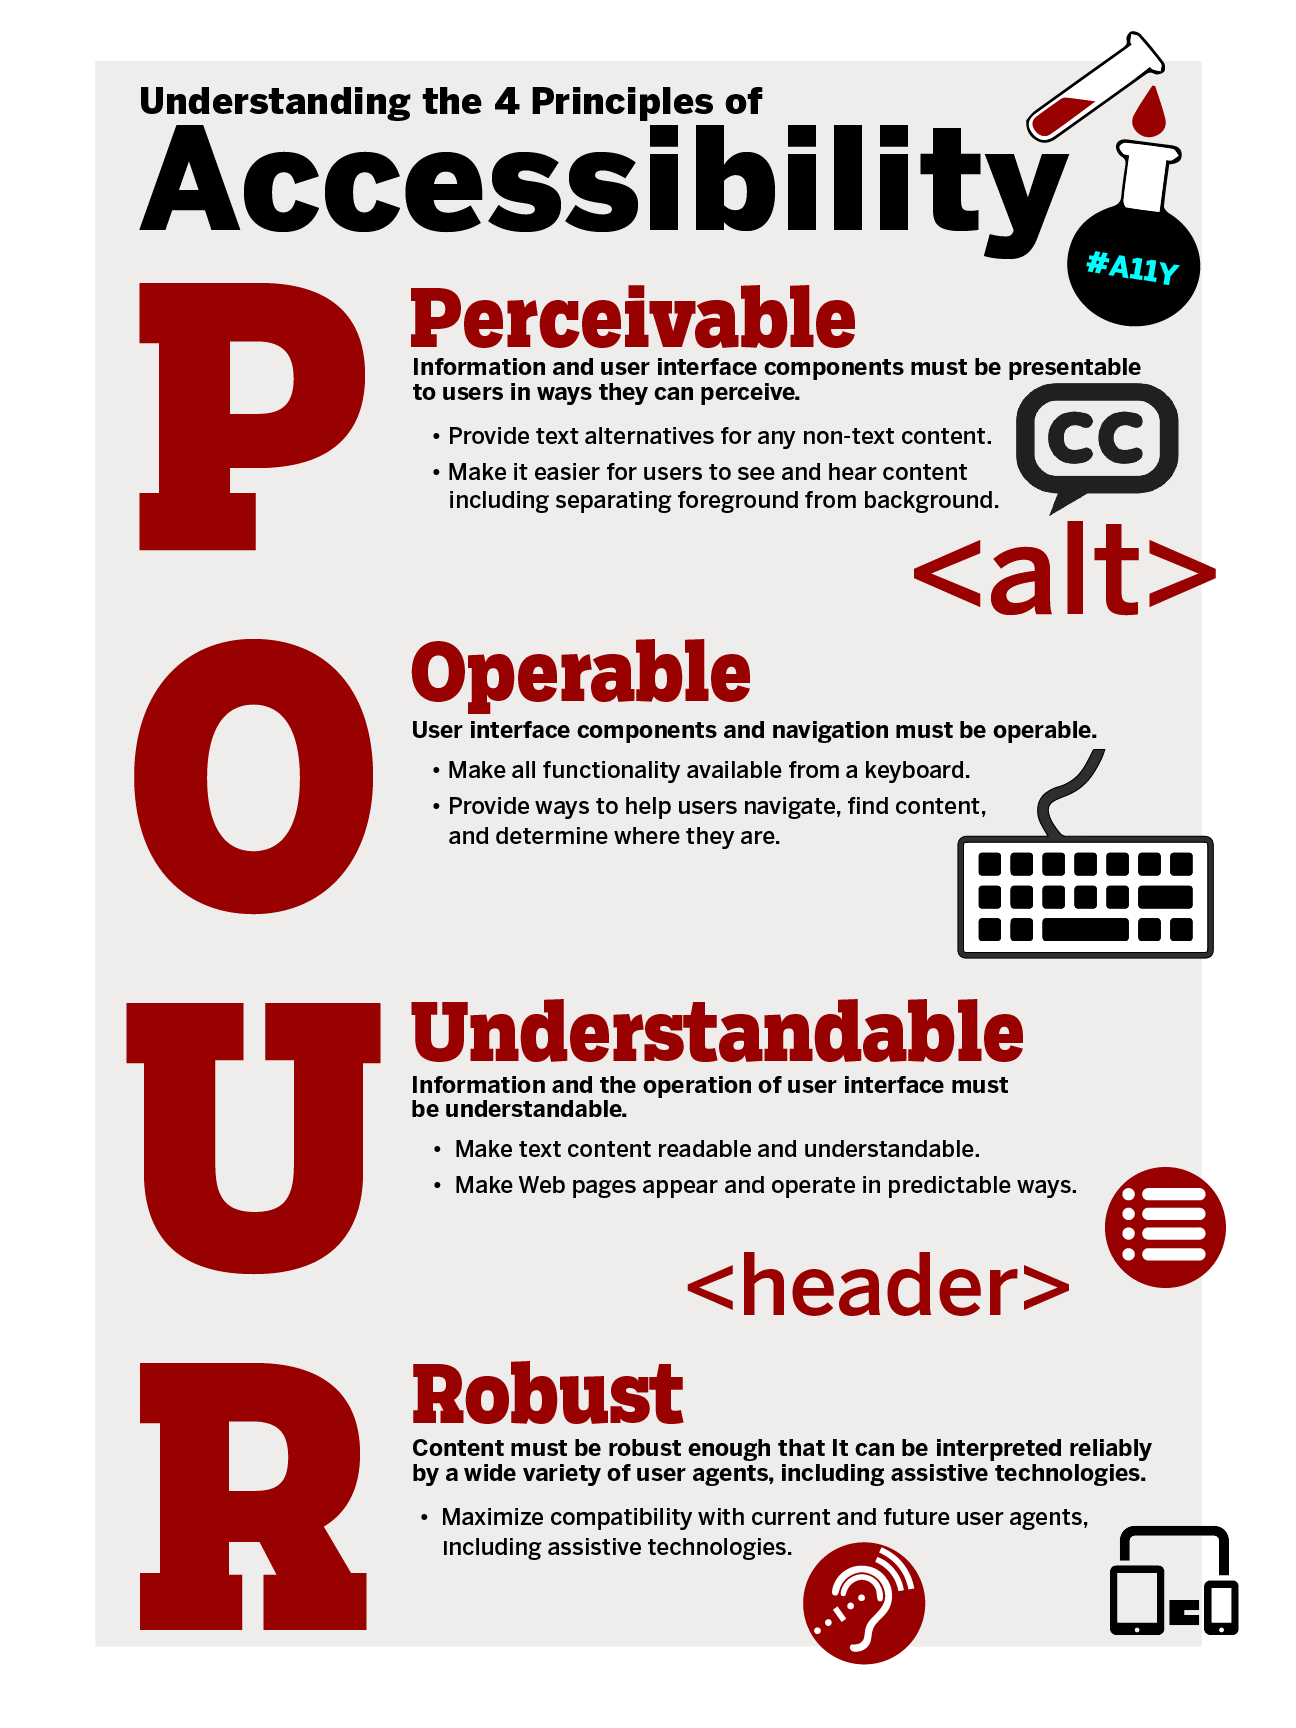 Understanding the 4 Principles of
Accessibility
#A11Y
P
Perceivable
Information and user interface components must be presentable
to users in ways they can perceive.
• Provide text alternatives for any non-text content.
• Make it easier for users to see and hear content
including separating foreground from background.
CC
<alt>
O
Operable
User interface components and navigation must be operable.
• Make all functionality available from a keyboard.
• Provide ways to help users navigate, find content,
and determine where they are.
U
Understandable
Information and the operation of user interface must
be understandable.
• Make text content readable and understandable.
• Make Web pages appear and operate in predictable ways.
<header>
R
Robust
Content must be robust enough that It can be interpreted reliably
by a wide variety of user agents, including assistive technologies.
• Maximize compatibility with current and future user agents,
including assistive technologies.